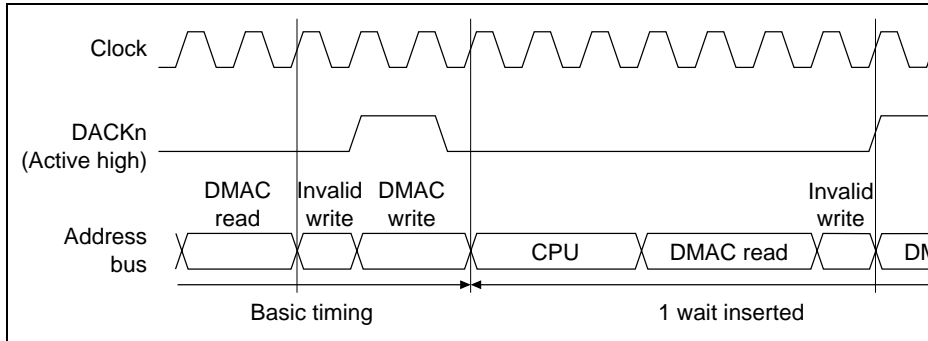 Clock
DACKn
(Active high)
DMAC
read
Invalid
write
DMAC
write
Invalid
write
Address
bus
CPU
DMAC read
DM
Basic timing
1 wait inserted